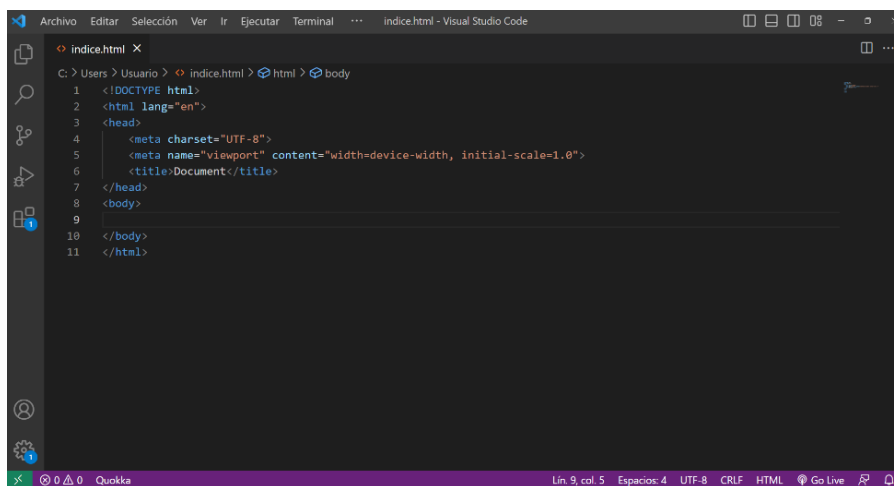 Archivo Editar Selección Ver Ir Ejecutar Terminal ··· indice.html - Visual Studio Code
indice.html
C: > Users > Usuario > indice.html > html > body
1 <!DOCTYPE html>
2 <html lang="en">
3 <head>
4 <meta charset="UTF-8">
5 <meta name="viewport" content="width=device-width, initial-scale=1.0">
6 <title>Document</title>
7 </head>
8 <body>
9
10 </body>
11 </html>
1
1
0 0 Quokka Lín. 9, col. 5 Espacios: 4 UTF-8 CRLF HTML Go Live